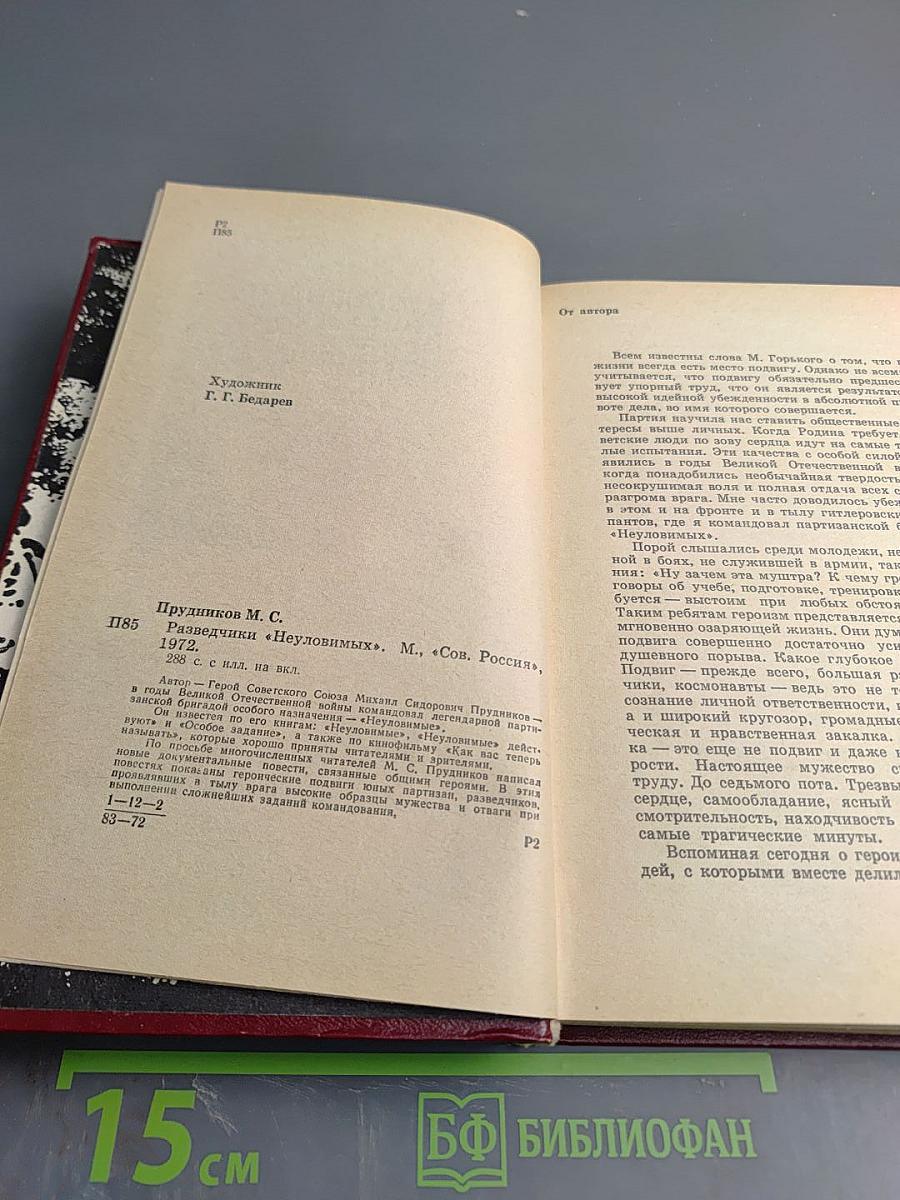 Р2
П85
Художник
Г. Г. Бедарев
Прудников М. С.
П85 Разведчики «Неуловимых». М., «Сов. Россия»,
1972.
288 с. с илл. на вкл.
Автор — Герой Советского Союза Михаил Сидорович Прудников —
в годы Великой Отечественной войны командовал легендарной парти-
занской бригадой особого назначения — «Неуловимые».
Он известен по его книгам: «Неуловимые», «Неуловимые» дейст-
вуют» и «Особое задание», а также по кинофильму «Как вас теперь
называть», которые хорошо приняты читателями и зрителями.
По просьбе многочисленных читателей М. С. Прудников написал
новые документальные повести, связанные общими героями. В этих
повестях показаны героические подвиги юных партизан, разведчиков,
проявлявших в тылу врага высокие образцы мужества и отваги при
выполнении сложнейших заданий командования,
1—12—2
83—72
Р2
От автора
Всем известны слова М. Горького о том, что
жизни всегда есть место подвигу. Однако не всем
учитывается, что подвигу обязательно предшес
вует упорный труд, что он является результато
высокой идейной убежденности в абсолютной п
воте дела, во имя которого совершается.
Партия научила нас ставить общественные
тересы выше личных. Когда Родина требует
ветские люди по зову сердца идут на самые т
лые испытания. Эти качества с особой силой
явились в годы Великой Отечественной в
когда понадобились необычайная твердость
несокрушимая воля и полная отдача всех с
разгрома врага. Мне часто доводилось убеж
в этом и на фронте и в тылу гитлеровски
пантов, где я командовал партизанской б
«Неуловимых».
Порой слышались среди молодежи, не
ной в боях, не служившей в армии, так
ния: «Ну зачем эта муштра? К чему
говоры об учебе, подготовке, тренировк
буется — выстоим при любых обстоя
Таким ребятам героизм представляется
мгновенно озаряющей жизнь. Они дум
подвига совершенно достаточно уси
душевного порыва. Какое глубокое
Подвиг — прежде всего, большая ра
чики, космонавты — ведь это не т
сознание личной ответственности,
а и широкий кругозор, громадные
ческая и нравственная закалка.
ка — это еще не подвиг и даже н
рости. Настоящее мужество с
труду. До седьмого пота. Трезвы
сердце, самообладание, ясный
смотрительность, находчивость
самые трагические минуты.
Вспоминая сегодня о герои
дей, с которыми вместе делил
15 см
БФ БИБЛИОФАН